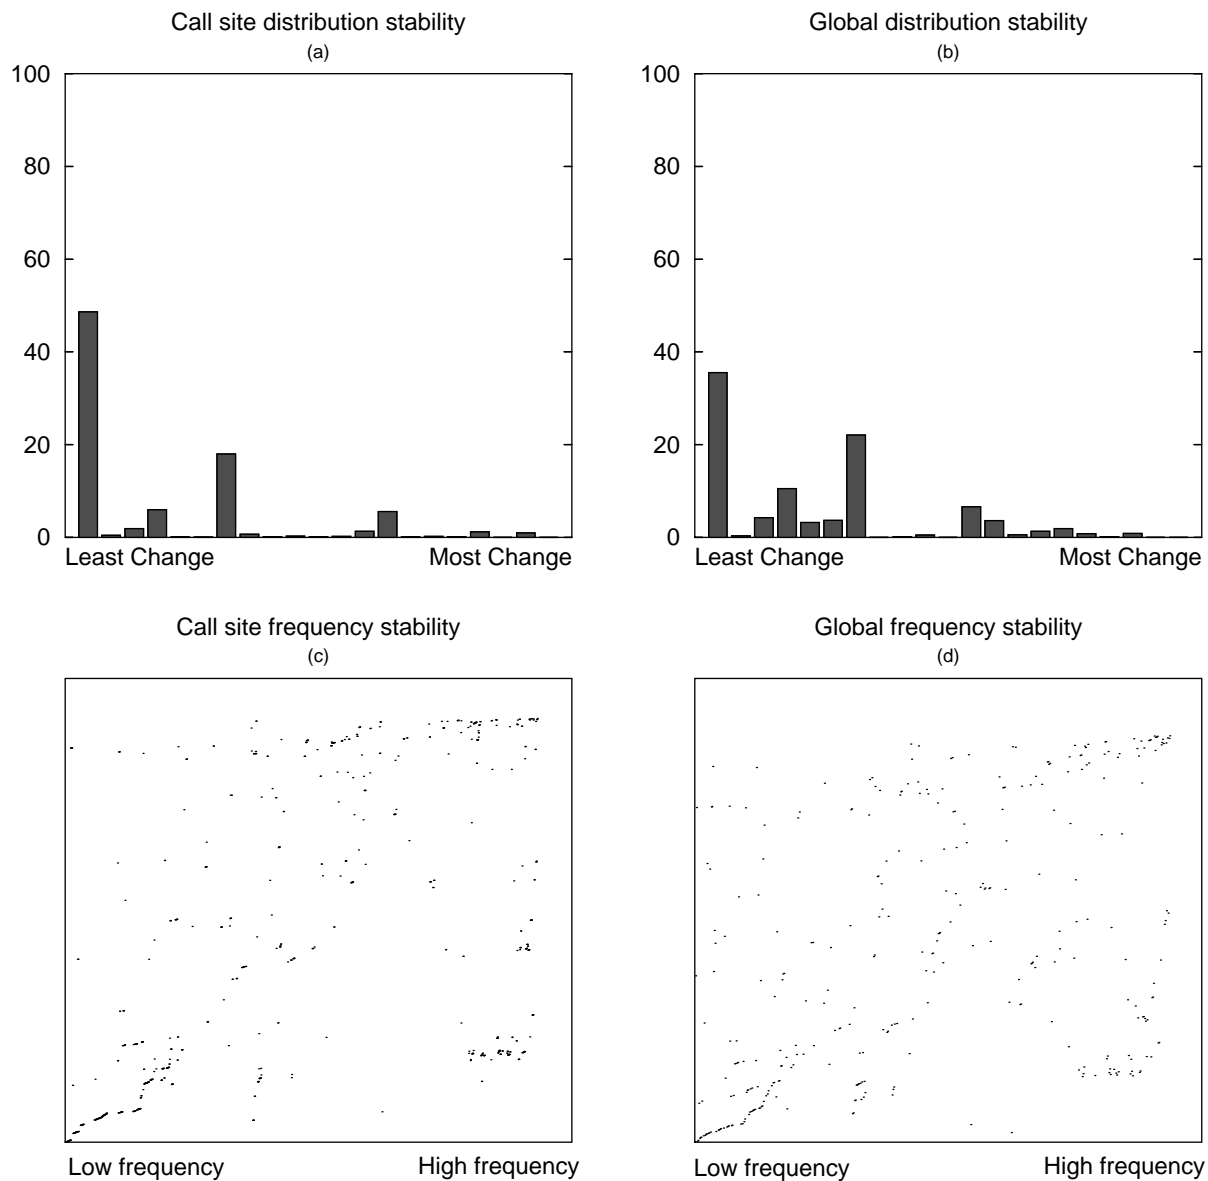 Call site distribution stability
(a)
100
80
60
40
20
0
Least Change Most Change
Global distribution stability
(b)
100
80
60
40
20
0
Least Change Most Change
Call site frequency stability
(c)
Low frequency High frequency
Global frequency stability
(d)
Low frequency High frequency